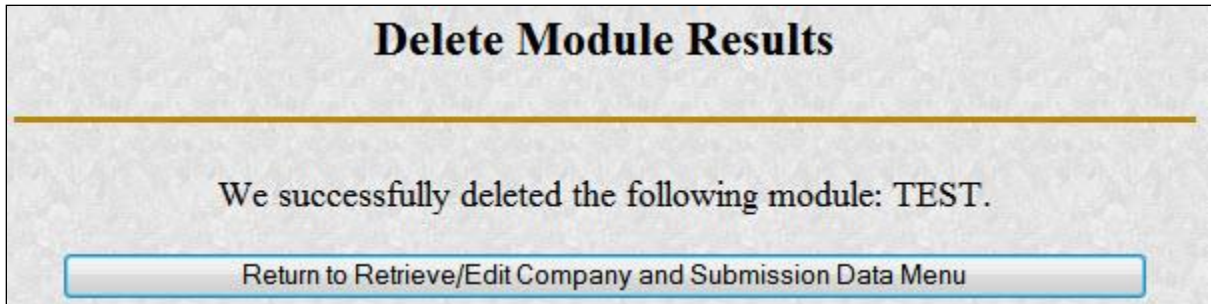 Delete Module Results
We successfully deleted the following module: TEST.
Return to Retrieve/Edit Company and Submission Data Menu